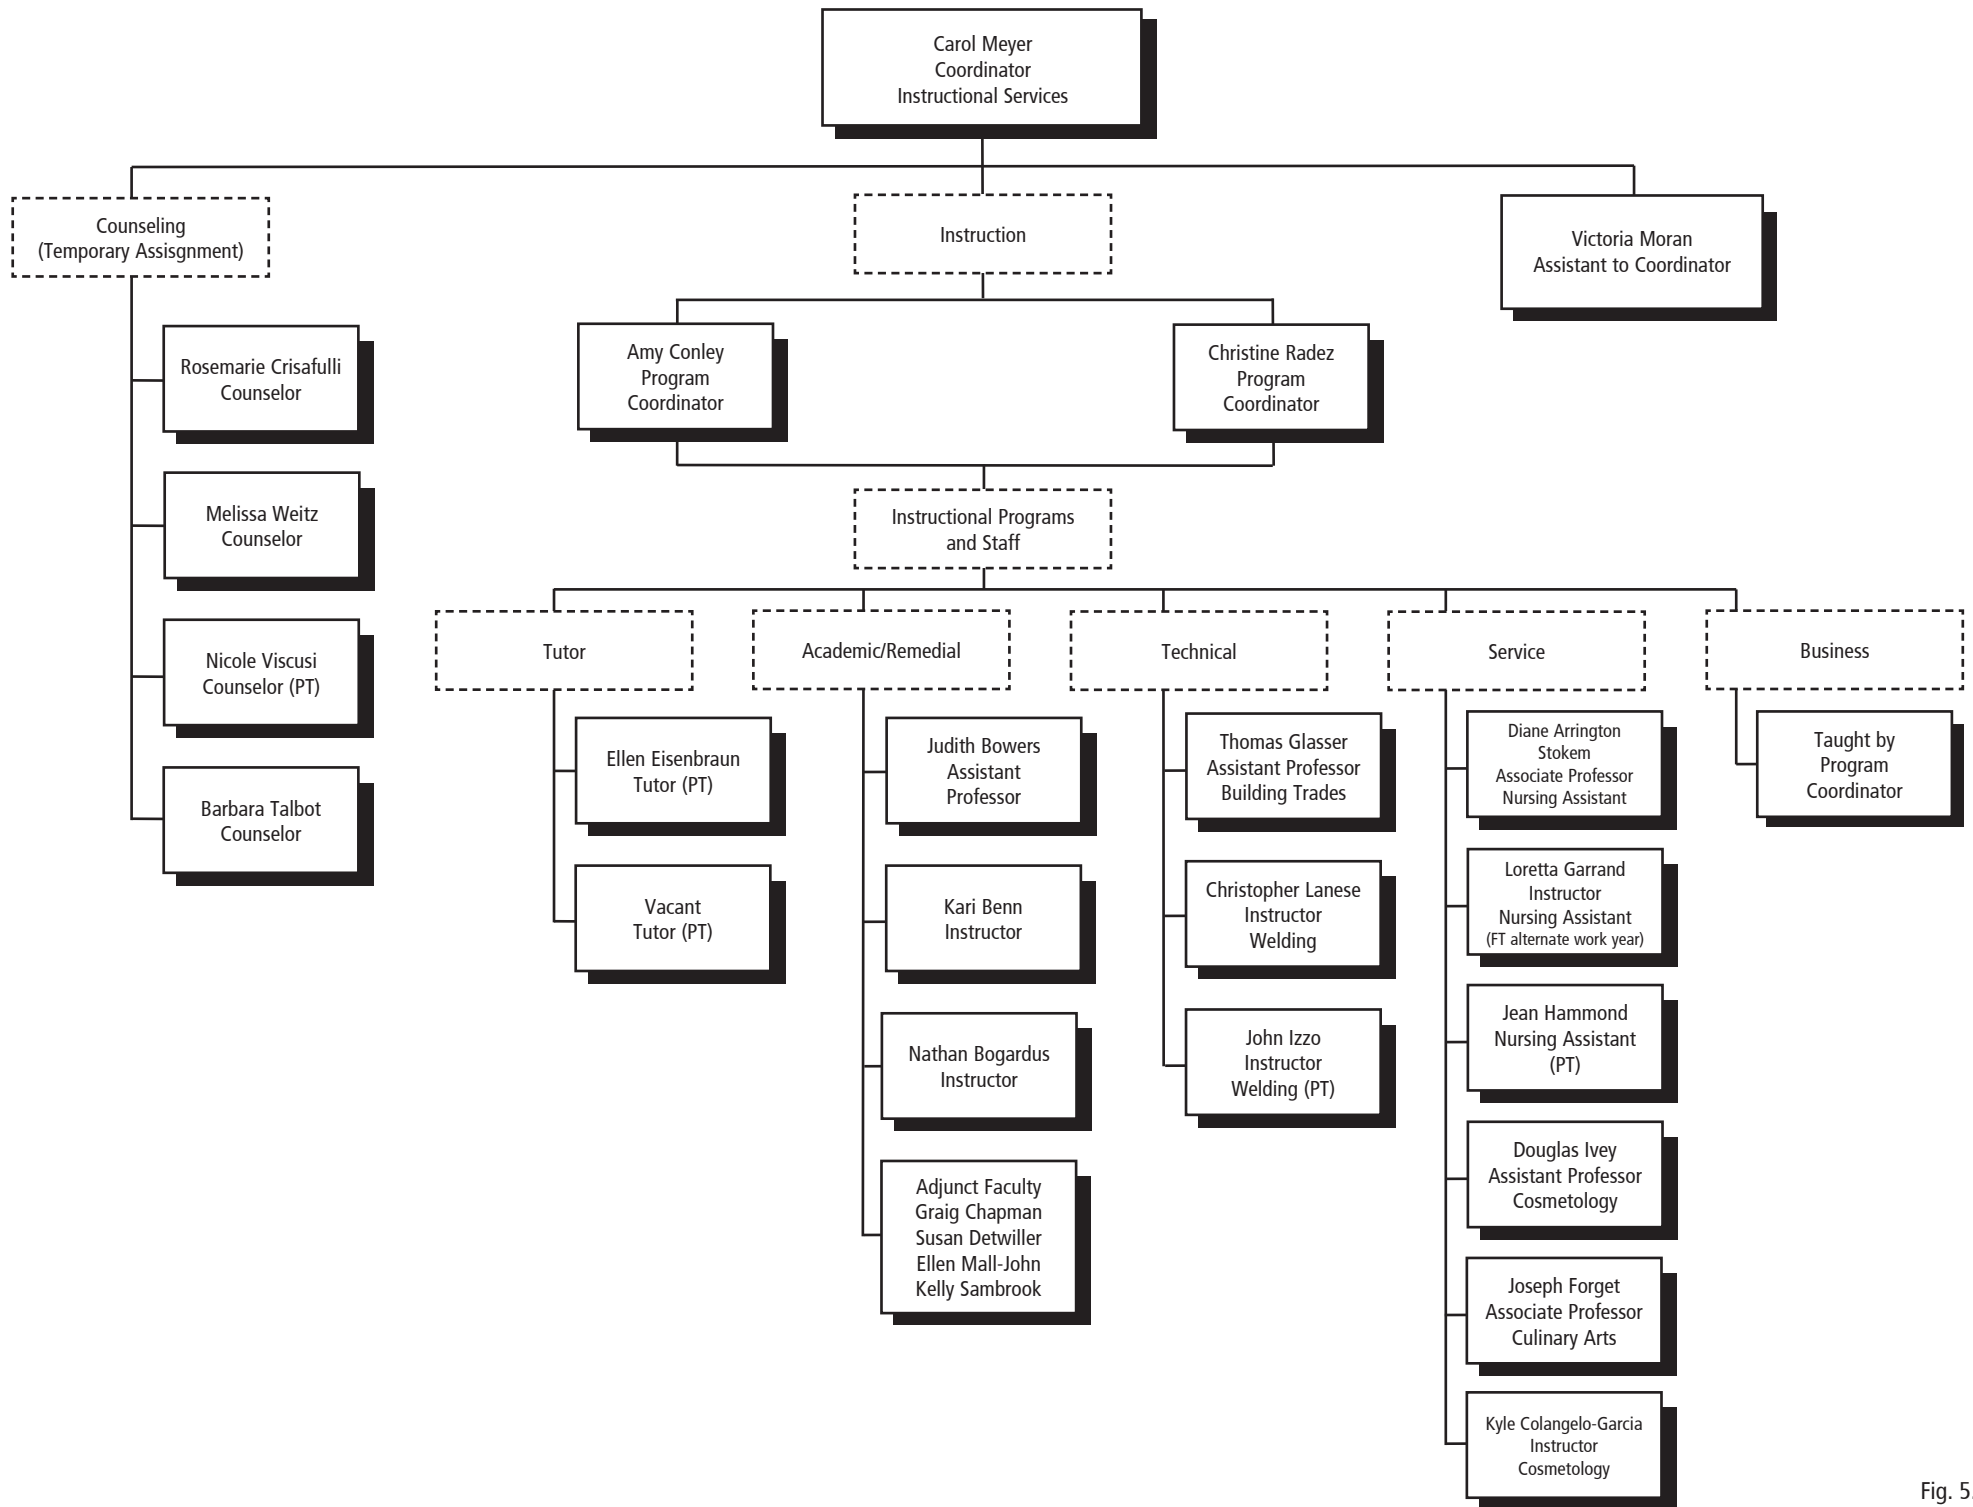 Carol Meyer
Coordinator
Instructional Services
Counseling
(Temporary Assisgnment)
Instruction
Victoria Moran
Assistant to Coordinator
Rosemarie Crisafulli
Counselor
Melissa Weitz
Counselor
Nicole Viscusi
Counselor (PT)
Barbara Talbot
Counselor
Amy Conley
Program
Coordinator
Christine Radez
Program
Coordinator
Instructional Programs
and Staff
Tutor
Academic/Remedial
Technical
Service
Business
Ellen Eisenbraun
Tutor (PT)
Vacant
Tutor (PT)
Judith Bowers
Assistant
Professor
Kari Benn
Instructor
Nathan Bogardus
Instructor
Adjunct Faculty
Graig Chapman
Susan Detwiller
Ellen Mall-John
Kelly Sambrook
Thomas Glasser
Assistant Professor
Building Trades
Christopher Lanese
Instructor
Welding
John Izzo
Instructor
Welding (PT)
Diane Arrington
Stokem
Associate Professor
Nursing Assistant
Loretta Garrand
Instructor
Nursing Assistant
(FT alternate work year)
Jean Hammond
Nursing Assistant
(PT)
Douglas Ivey
Assistant Professor
Cosmetology
Joseph Forget
Associate Professor
Culinary Arts
Kyle Colangelo-Garcia
Instructor
Cosmetology
Taught by
Program
Coordinator
Fig. 5.